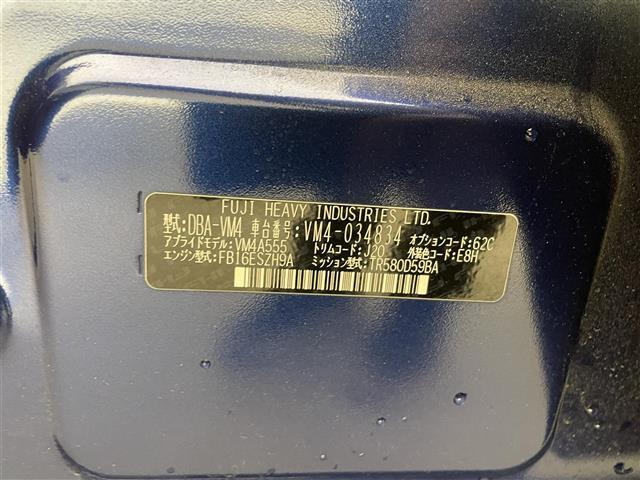 FUJI HEAVY INDUSTRIES LTD.
型式:DBA-VM4 車台番号:VM4-034834 オプションコード:62C
アプライドモデル:VM4A555 トリムコード:J20 外装色コード:E8H
エンジン型式:FB16ESZH9A ミッション型式:TR580D59BA